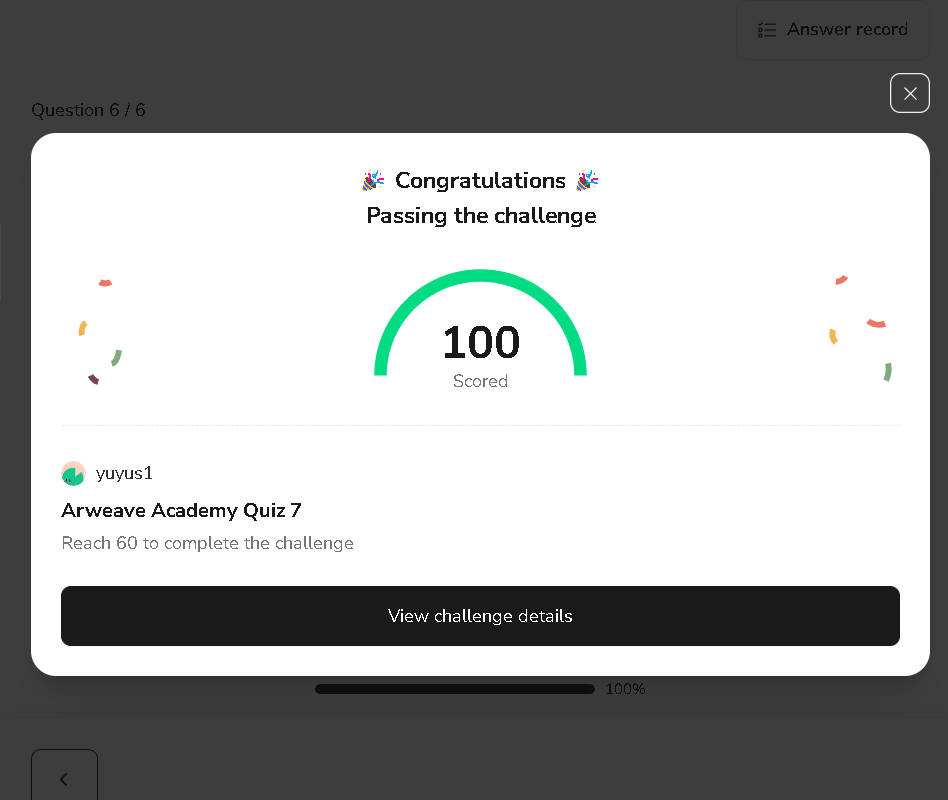 Answer record
Question 6 / 6
🎉 Congratulations 🎉
Passing the challenge
100
Scored
yuyus1
Arweave Academy Quiz 7
Reach 60 to complete the challenge
View challenge details
100%